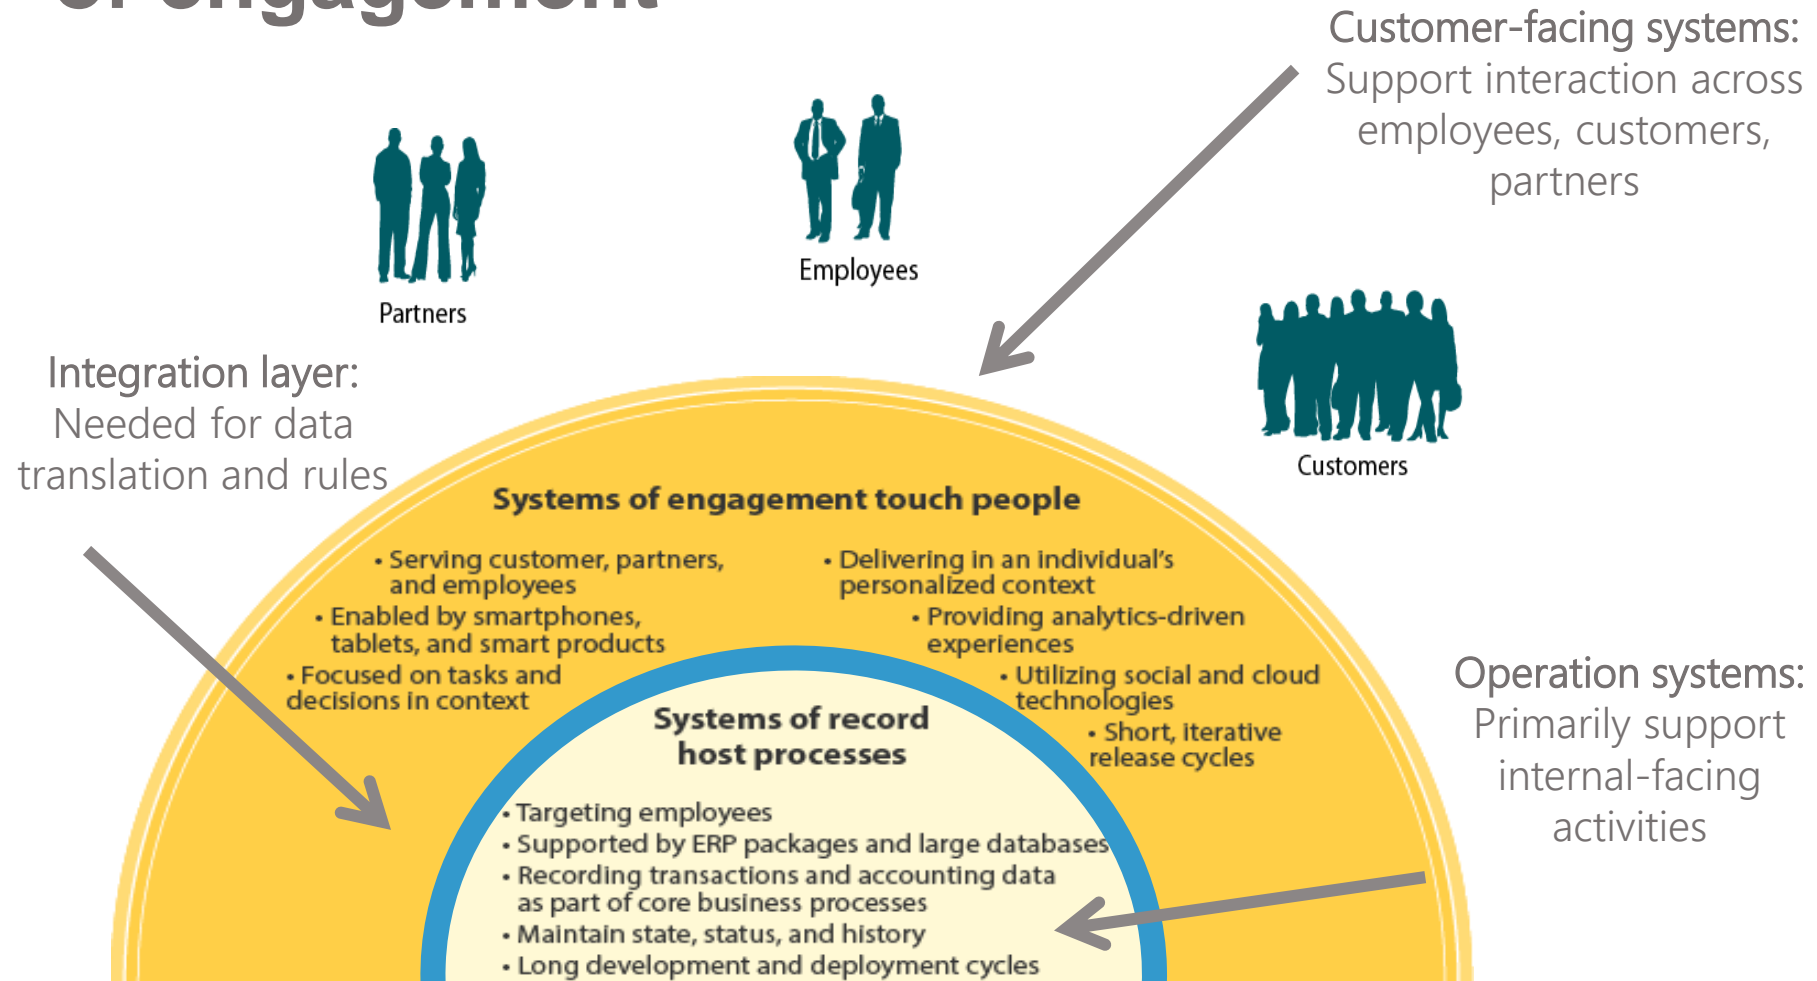 of engagement
Customer-facing systems:
Support interaction across
employees, customers,
partners
Partners
Employees
Customers
Integration layer:
Needed for data
translation and rules
Systems of engagement touch people
• Serving customer, partners,
and employees
• Enabled by smartphones,
tablets, and smart products
• Focused on tasks and
decisions in context
• Delivering in an individual's
personalized context
• Providing analytics-driven
experiences
• Utilizing social and cloud
technologies
• Short, iterative
release cycles
Systems of record
host processes
• Targeting employees
• Supported by ERP packages and large databases
• Recording transactions and accounting data
as part of core business processes
• Maintain state, status, and history
• Long development and deployment cycles
Operation systems:
Primarily support
internal-facing
activities